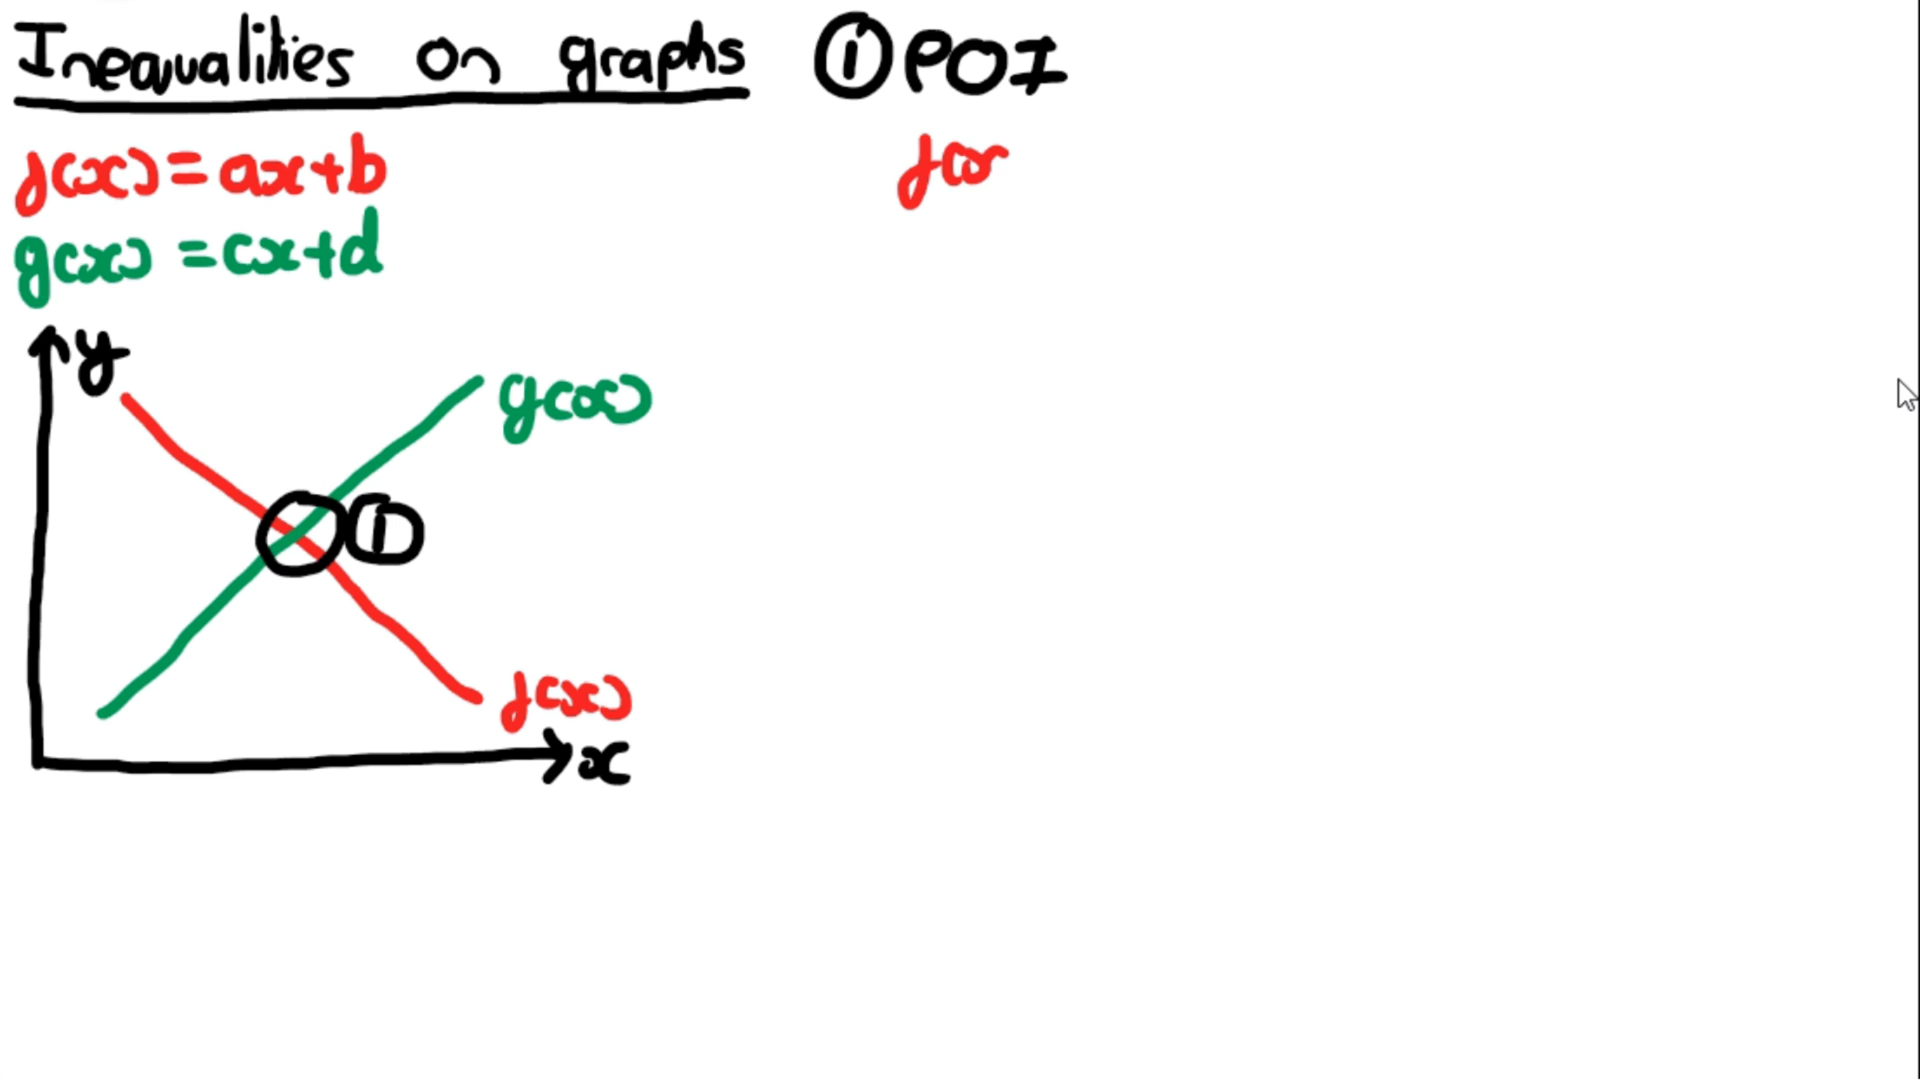 Inequalities on graphs
① POI
f(x) = ax+b
g(x) = cx+d
f(x
y
g(x)
①
f(x)
x